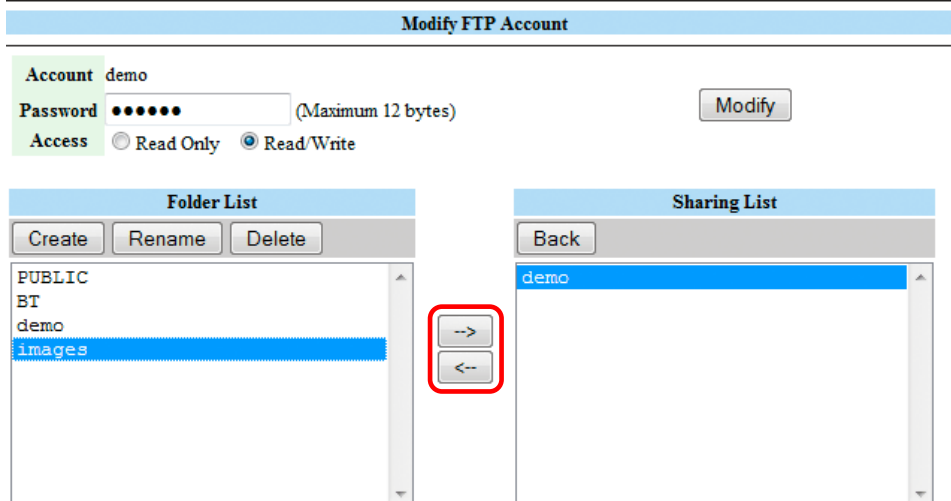 Modify FTP Account
Account demo
Password ●●●●●● (Maximum 12 bytes)
Modify
Access Read Only Read/Write
Folder List
Create Rename Delete
PUBLIC
BT
demo
images
-->
<--
Sharing List
Back
demo